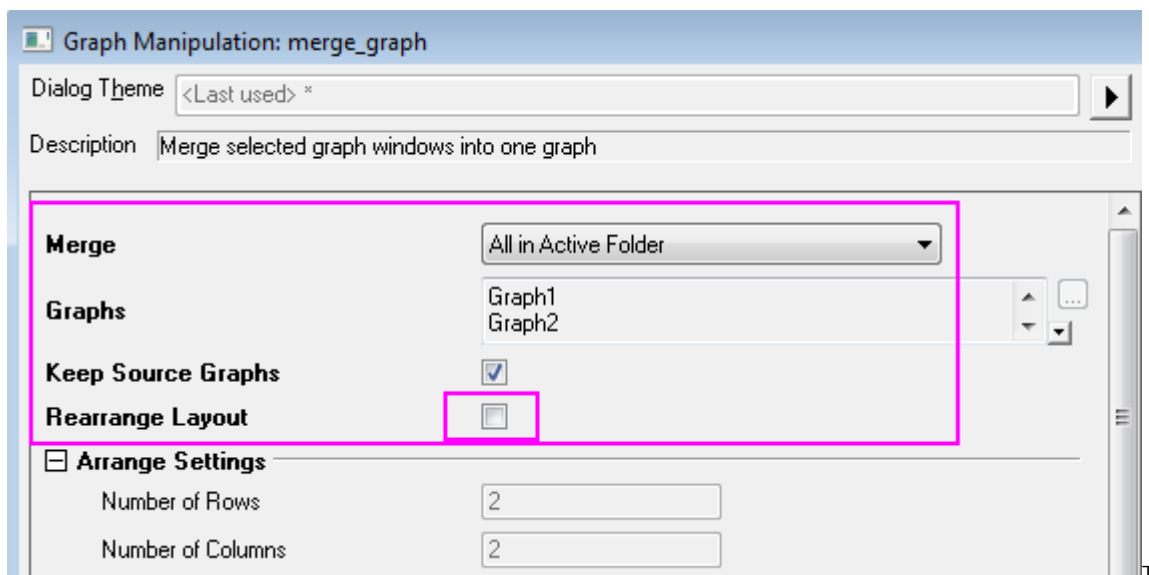 Graph Manipulation: merge_graph
Dialog Theme <Last used> *
Description Merge selected graph windows into one graph
Merge All in Active Folder
Graphs Graph1
Graph2
...
Keep Source Graphs
Rearrange Layout
Arrange Settings
Number of Rows 2
Number of Columns 2